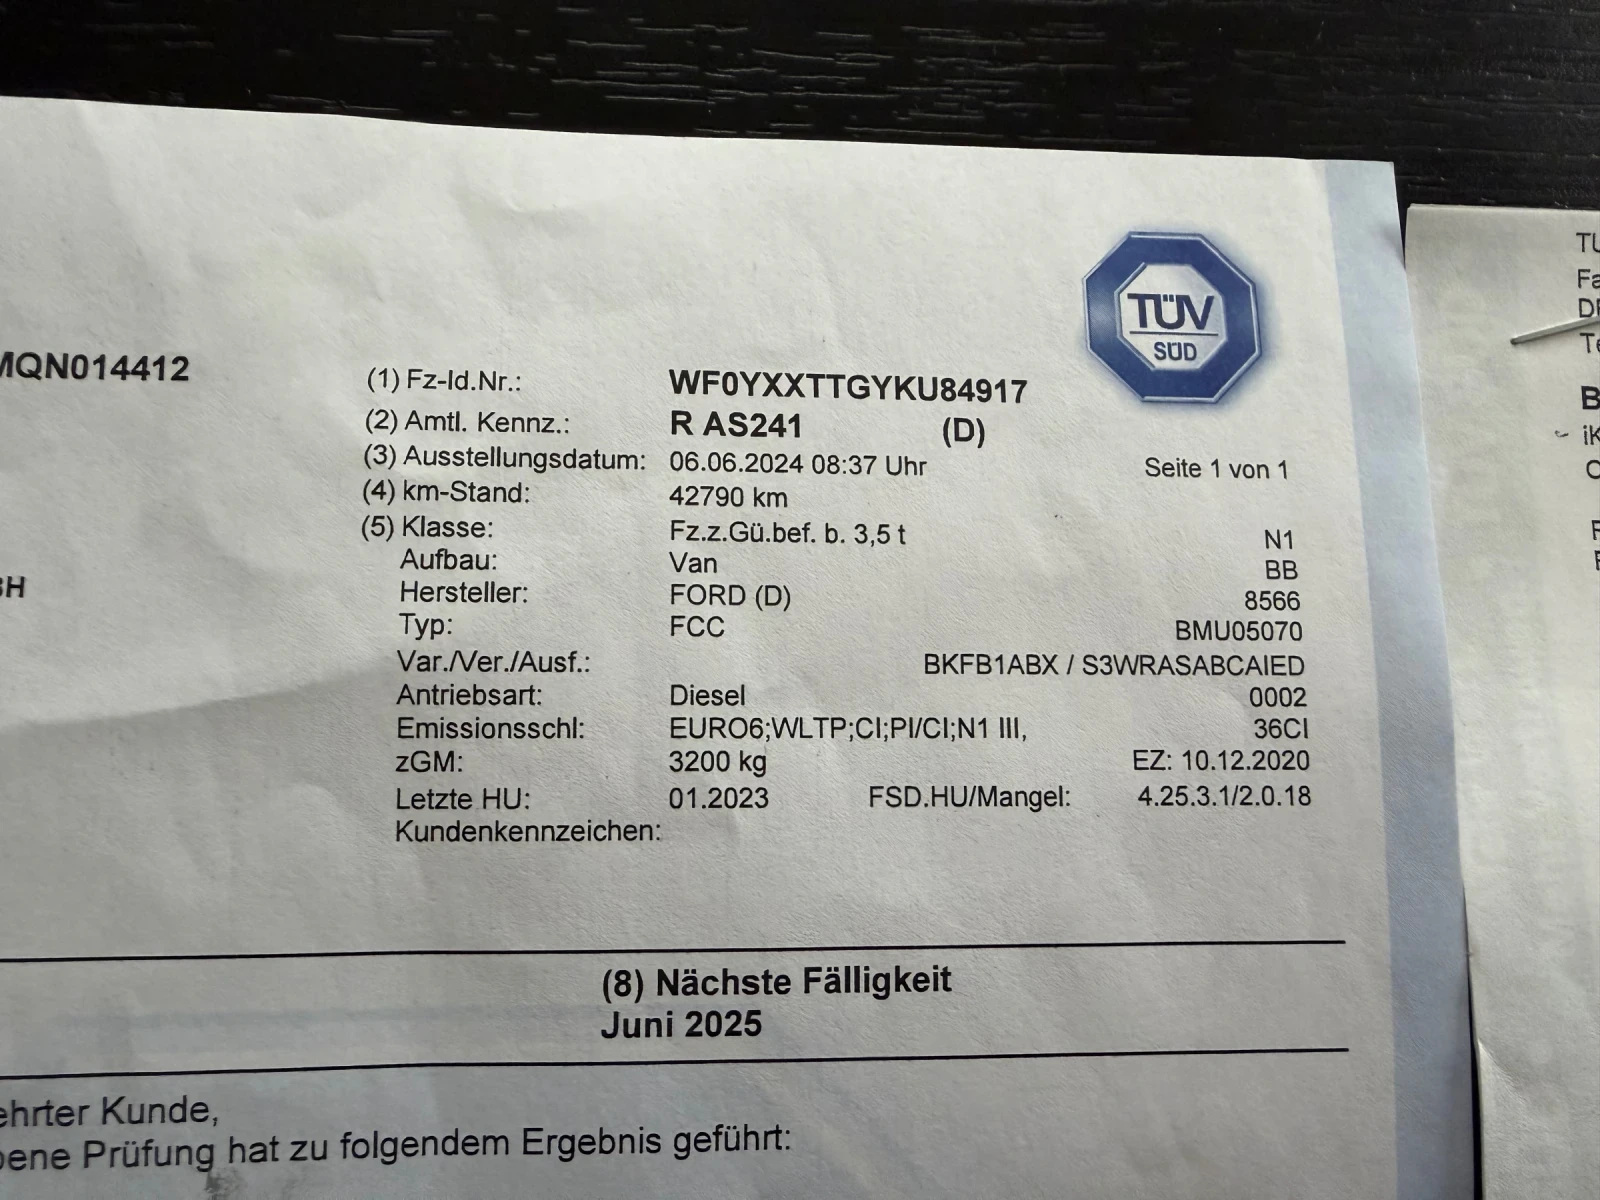 TÜV
SÜD
MQN014412
(1) Fz-Id.Nr.: WF0YXXTTGYKU84917
(2) Amtl. Kennz.: R AS241 (D)
(3) Ausstellungsdatum: 06.06.2024 08:37 Uhr Seite 1 von 1
(4) km-Stand: 42790 km
(5) Klasse: Fz.z.Gü.bef. b. 3,5 t N1
Aufbau: Van BB
Hersteller: FORD (D) 8566
Typ: FCC BMU05070
Var./Ver./Ausf.: BKFB1ABX / S3WRASABCAIED
Antriebsart: Diesel 0002
Emissionsschl: EURO6;WLTP;CI;PI/CI;N1 III, 36CI
zGM: 3200 kg EZ: 10.12.2020
Letzte HU: 01.2023 FSD.HU/Mangel: 4.25.3.1/2.0.18
Kundenkennzeichen:
(8) Nächste Fälligkeit
Juni 2025
ehrter Kunde,
bene Prüfung hat zu folgendem Ergebnis geführt: